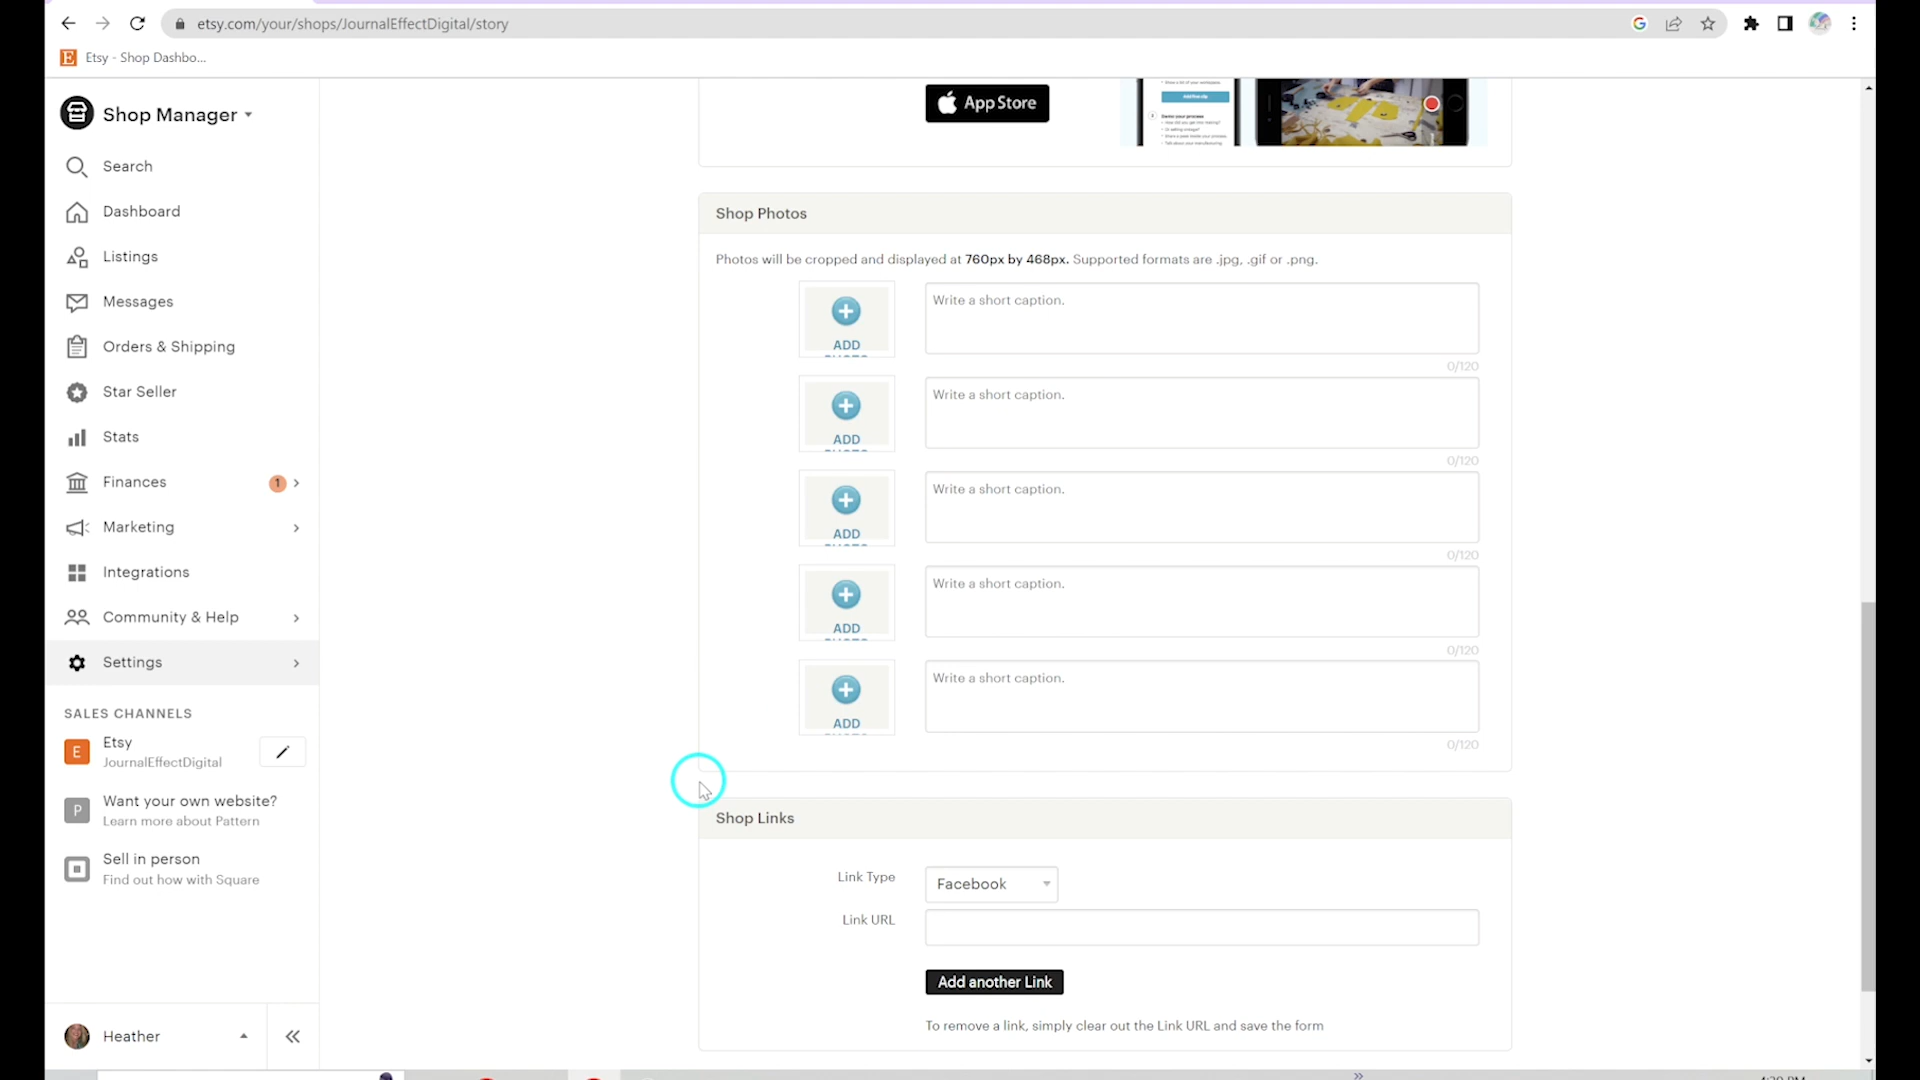 etsy.com/your/shops/JournalEffectDigital/story
Etsy - Shop Dashbo...
Shop Manager
Search
Dashboard
Listings
Messages
Orders & Shipping
Star Seller
Stats
Finances 1
Marketing
Integrations
Community & Help
Settings
SALES CHANNELS
E Etsy
JournalEffectDigital
P Want your own website?
Learn more about Pattern
Sell in person
Find out how with Square
Heather
App Store
Shop Photos
Photos will be cropped and displayed at 760px by 468px. Supported formats are .jpg, .gif or .png.
ADD
Write a short caption.
0/120
ADD
Write a short caption.
0/120
ADD
Write a short caption.
0/120
ADD
Write a short caption.
0/120
ADD
Write a short caption.
0/120
Shop Links
Link Type Facebook
Link URL
Add another Link
To remove a link, simply clear out the Link URL and save the form